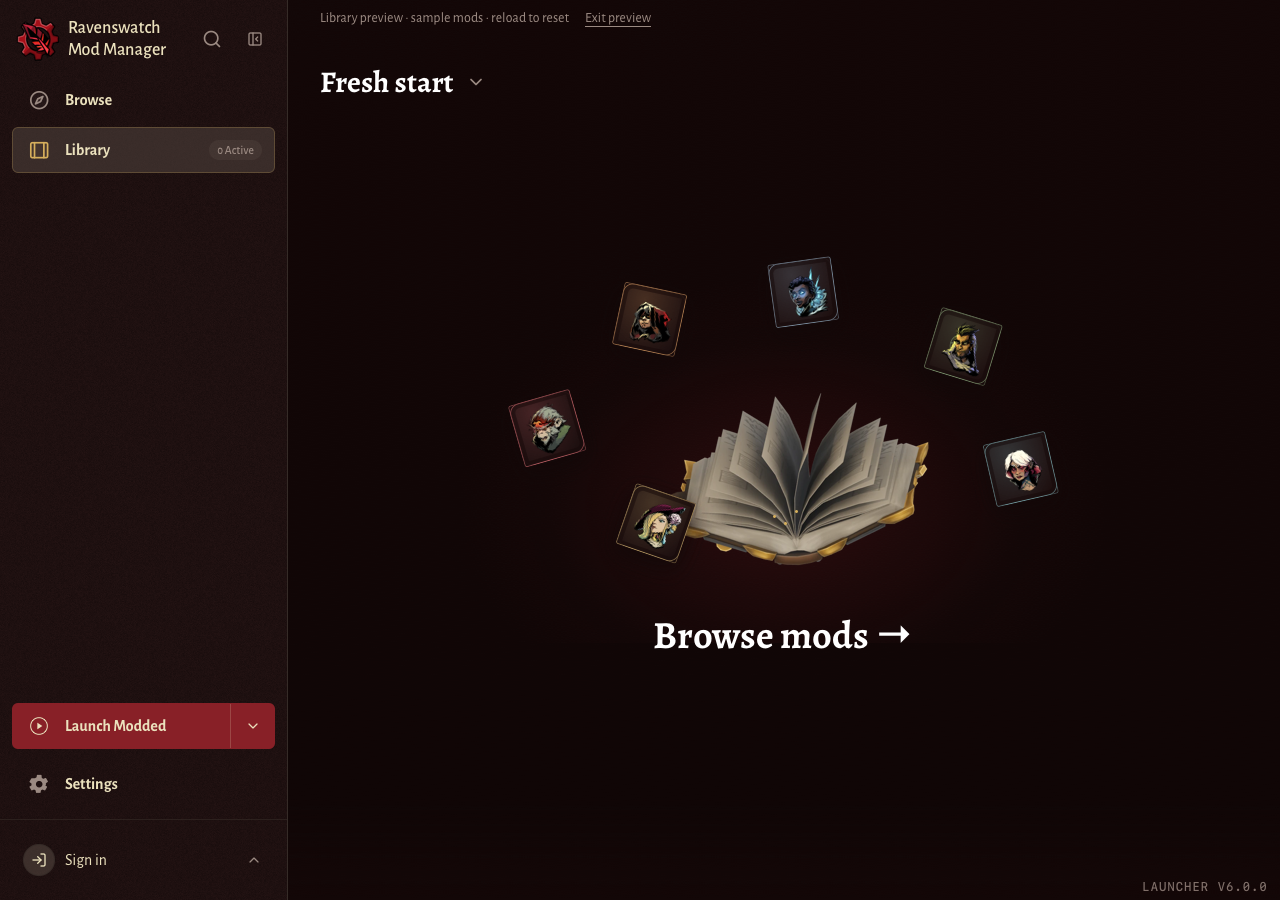 Ravenswatch
Mod Manager
Browse
Library
0 Active
Launch Modded
Settings
Sign in
Library preview · sample mods · reload to reset
Exit preview
Fresh start
Browse mods →
LAUNCHER V6.0.0